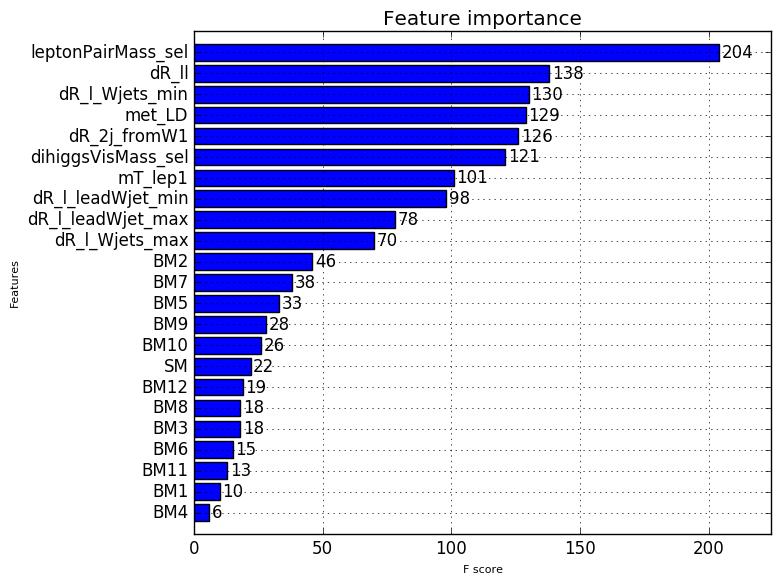 Feature importance
leptonPairMass_sel 204
dR_ll 138
dR_l_Wjets_min 130
met_LD 129
dR_2j_fromW1 126
dihiggsVisMass_sel 121
mT_lep1 101
dR_l_leadWjet_min 98
dR_l_leadWjet_max 78
dR_l_Wjets_max 70
BM2 46
BM7 38
BM5 33
BM9 28
BM10 26
SM 22
BM12 19
BM8 18
BM3 18
BM6 15
BM11 13
BM1 10
BM4 6
0 50 100 150 200
F score
Features